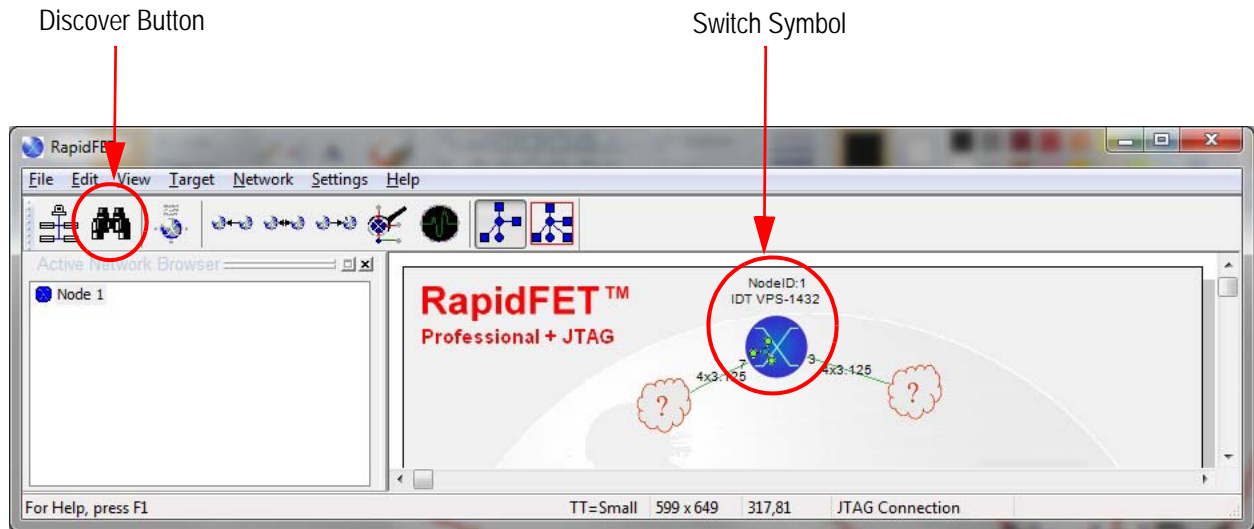 Discover Button
Switch Symbol
RapidFE
File Edit View Target Network Settings Help
Active Network Browser
Node 1
RapidFET™
Professional + JTAG
NodeID:1
IDT VPS-1432
7
3
4x3.125
4x3.125
?
?
For Help, press F1
TT=Small
599 x 649
317,81
JTAG Connection